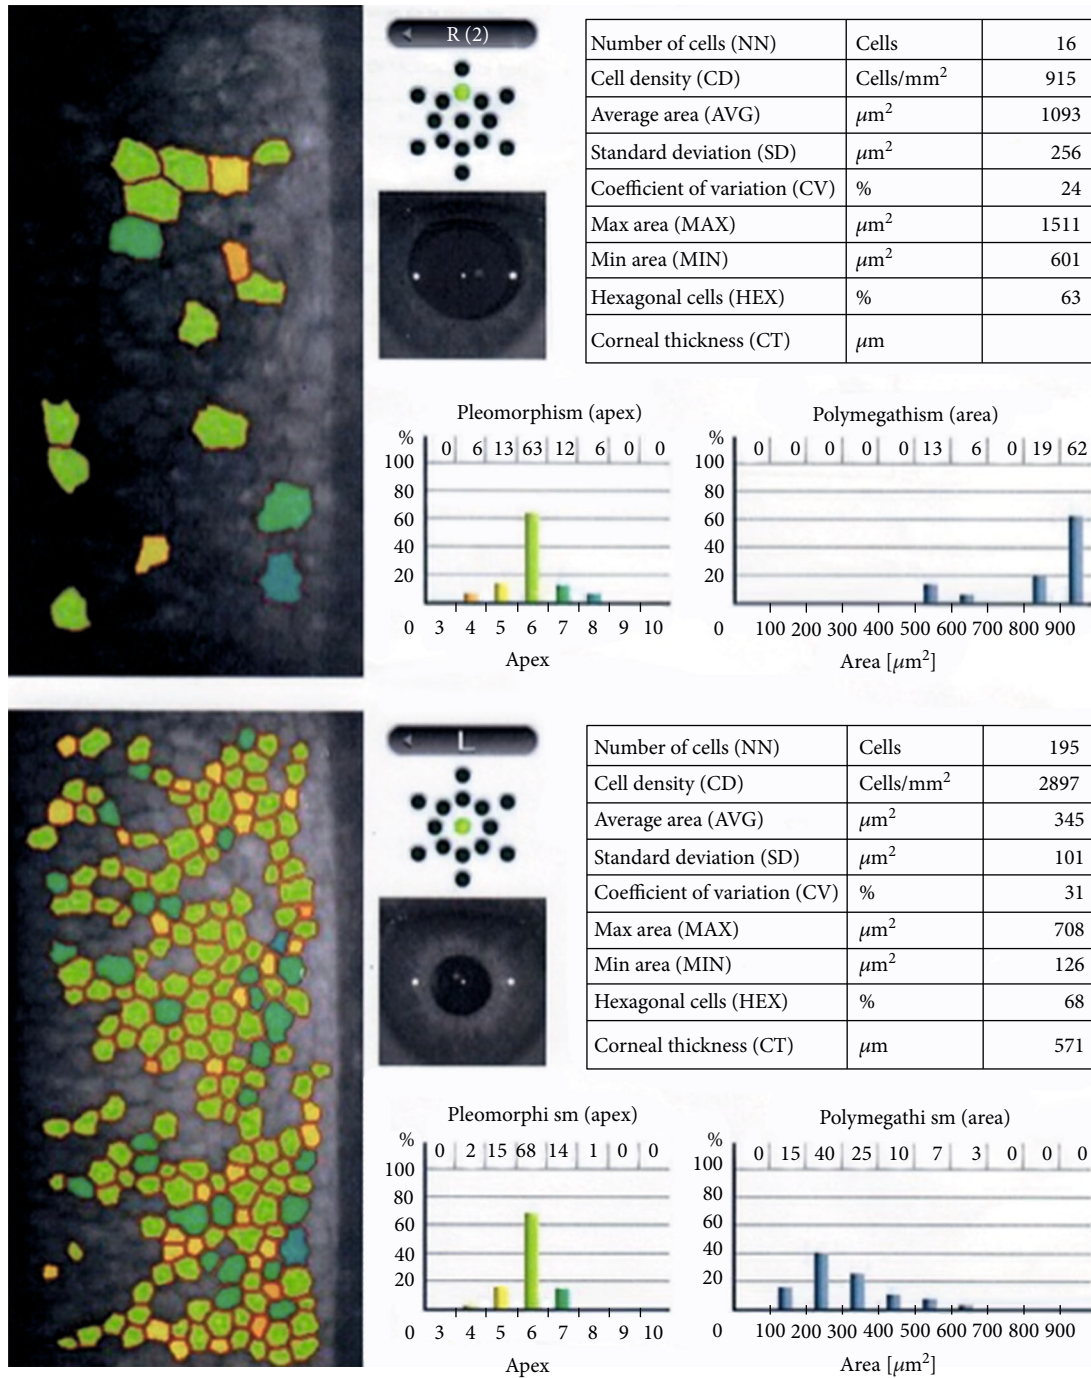 R (2)
Number of cells (NN) Cells 16
Cell density (CD) Cells/mm² 915
Average area (AVG) μm² 1093
Standard deviation (SD) μm² 256
Coefficient of variation (CV) % 24
Max area (MAX) μm² 1511
Min area (MIN) μm² 601
Hexagonal cells (HEX) % 63
Corneal thickness (CT) μm
Pleomorphism (apex)
% 0 6 13 63 12 6 0 0
100
80
60
40
20
0 3 4 5 6 7 8 9 10
Apex
Polymegathism (area)
% 0 0 0 0 0 13 6 0 19 62
100
80
60
40
20
0 100 200 300 400 500 600 700 800 900
Area [μm²]
L
Number of cells (NN) Cells 195
Cell density (CD) Cells/mm² 2897
Average area (AVG) μm² 345
Standard deviation (SD) μm² 101
Coefficient of variation (CV) % 31
Max area (MAX) μm² 708
Min area (MIN) μm² 126
Hexagonal cells (HEX) % 68
Corneal thickness (CT) μm 571
Pleomorphi sm (apex)
% 0 2 15 68 14 1 0 0
100
80
60
40
20
0 3 4 5 6 7 8 9 10
Apex
Polymegathi sm (area)
% 0 15 40 25 10 7 3 0 0 0
100
80
60
40
20
0 100 200 300 400 500 600 700 800 900
Area [μm²]